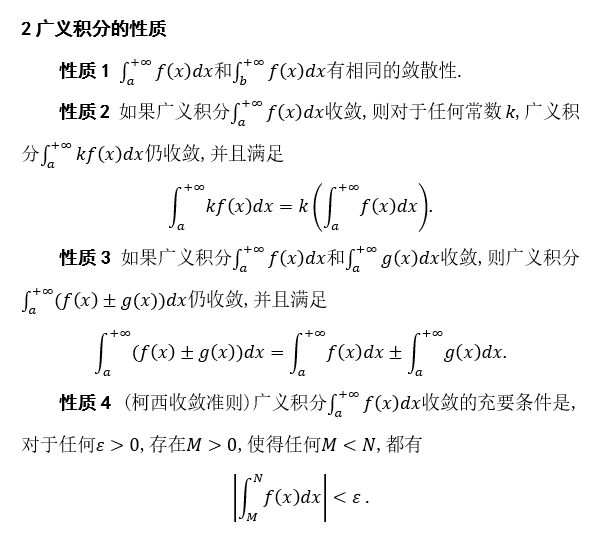 2 广义积分的性质
性质 1 ∫_a^{+∞} f(x)dx和∫_b^{+∞} f(x)dx有相同的敛散性.
性质 2 如果广义积分∫_a^{+∞} f(x)dx收敛, 则对于任何常数 k, 广义积
分∫_a^{+∞} kf(x)dx仍收敛, 并且满足
∫_a^{+∞} kf(x)dx = k(∫_a^{+∞} f(x)dx).
性质 3 如果广义积分∫_a^{+∞} f(x)dx和∫_a^{+∞} g(x)dx收敛, 则广义积分
∫_a^{+∞} (f(x) ± g(x))dx仍收敛, 并且满足
∫_a^{+∞} (f(x) ± g(x))dx = ∫_a^{+∞} f(x)dx ± ∫_a^{+∞} g(x)dx.
性质 4 (柯西收敛准则)广义积分∫_a^{+∞} f(x)dx收敛的充要条件是,
对于任何ε > 0, 存在M > 0, 使得任何M < N, 都有
|∫_M^N f(x)dx| < ε .